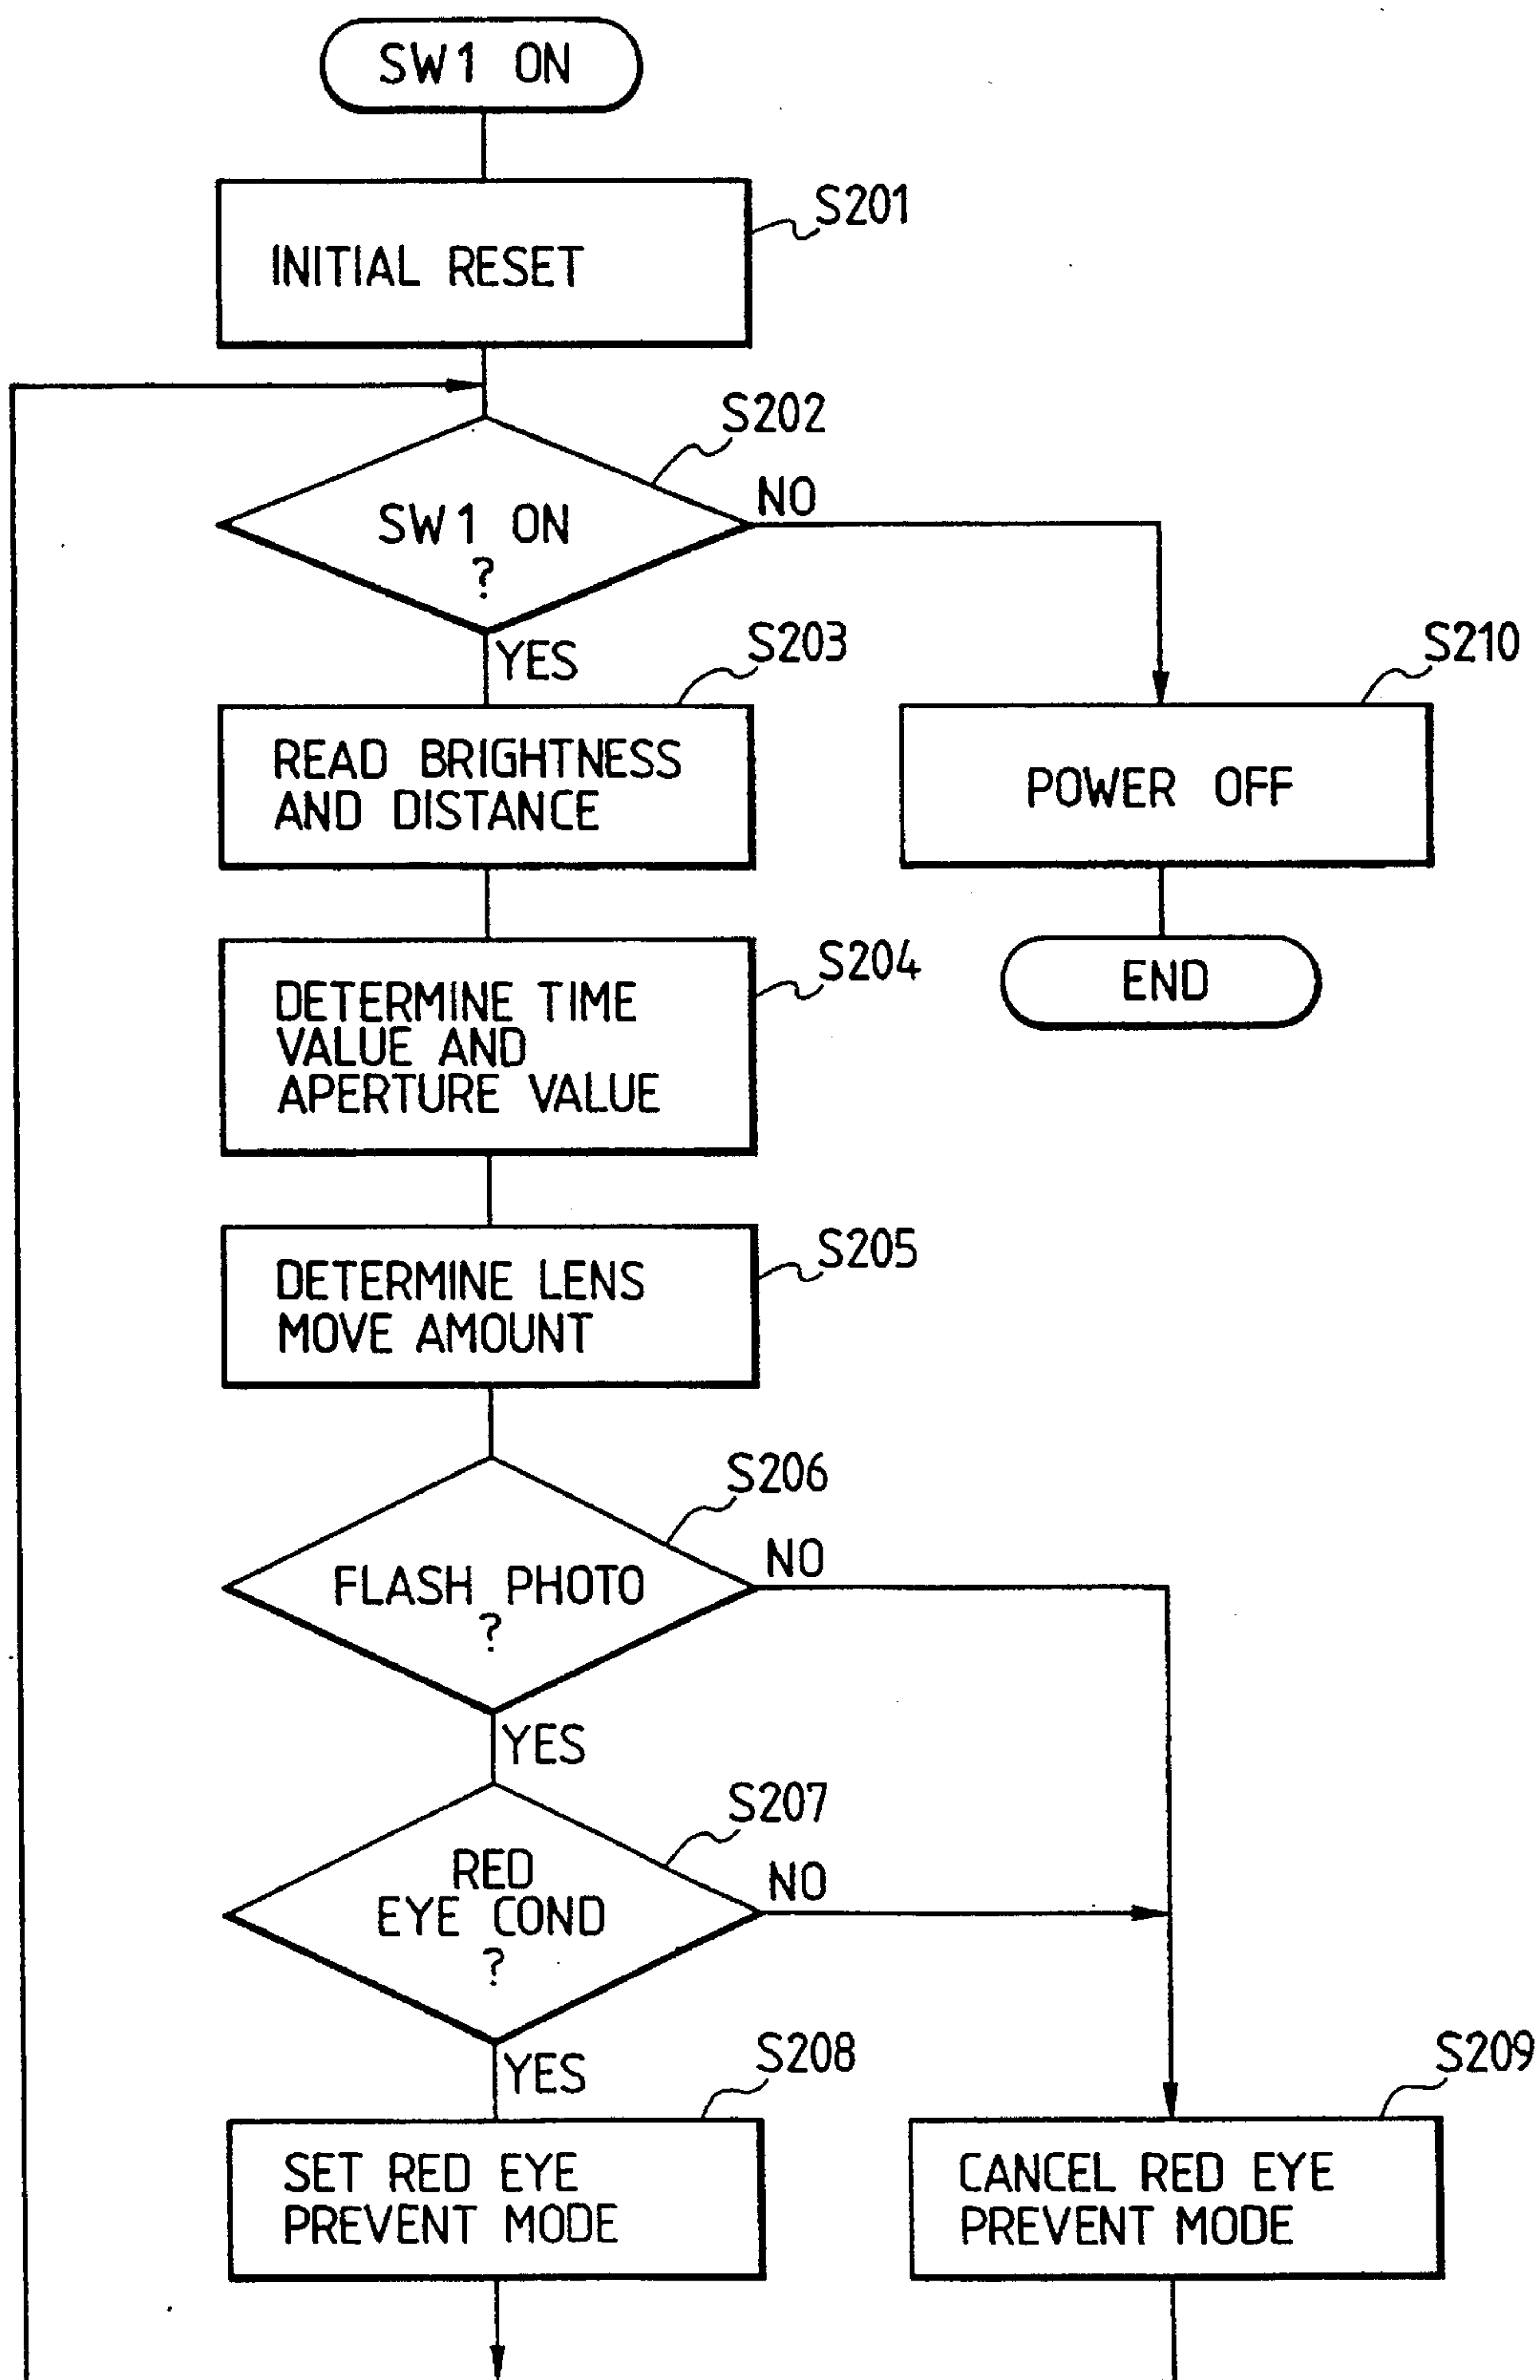 SW1 ON
S201
INITIAL RESET
S202
NO
SW1 ON
?
YES
S203
S210
READ BRIGHTNESS
AND DISTANCE
POWER OFF
S204
DETERMINE TIME
VALUE AND
APERTURE VALUE
END
S205
DETERMINE LENS
MOVE AMOUNT
S206
NO
FLASH PHOTO
?
YES
S207
NO
RED
EYE COND
?
YES
S208
S209
SET RED EYE
PREVENT MODE
CANCEL RED EYE
PREVENT MODE